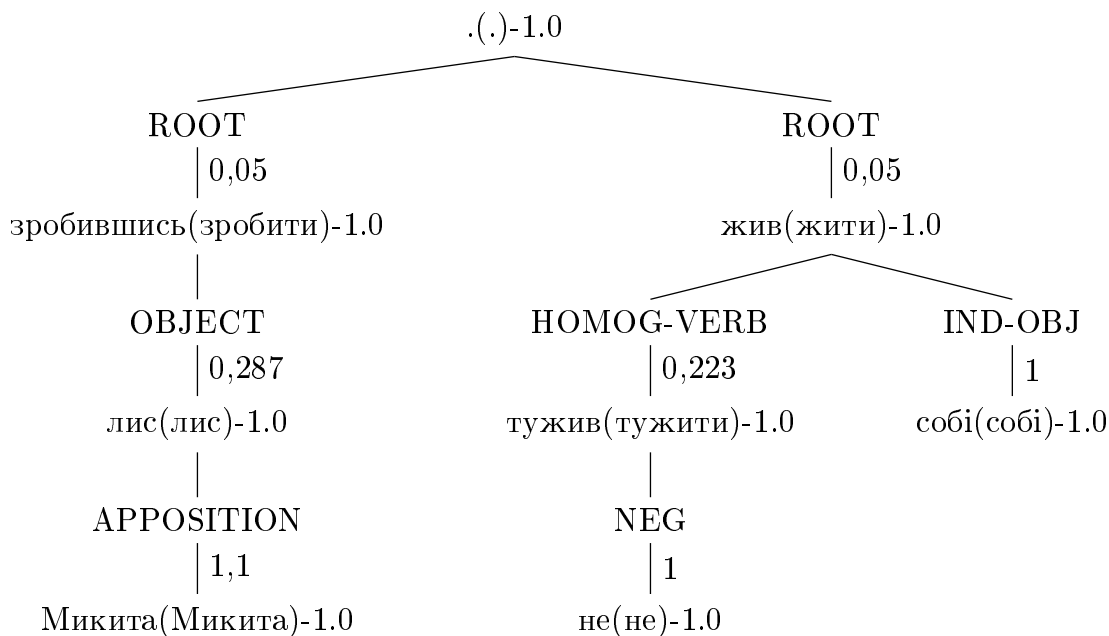 .(.)-1.0
ROOT ROOT
0,05 0,05
зробившись(зробити)-1.0 жив(жити)-1.0
OBJECT HOMOG-VERB IND-OBJ
0,287 0,223 1
лис(лис)-1.0 тужив(тужити)-1.0 собі(собі)-1.0
APPOSITION NEG
1,1 1
Микита(Микита)-1.0 не(не)-1.0